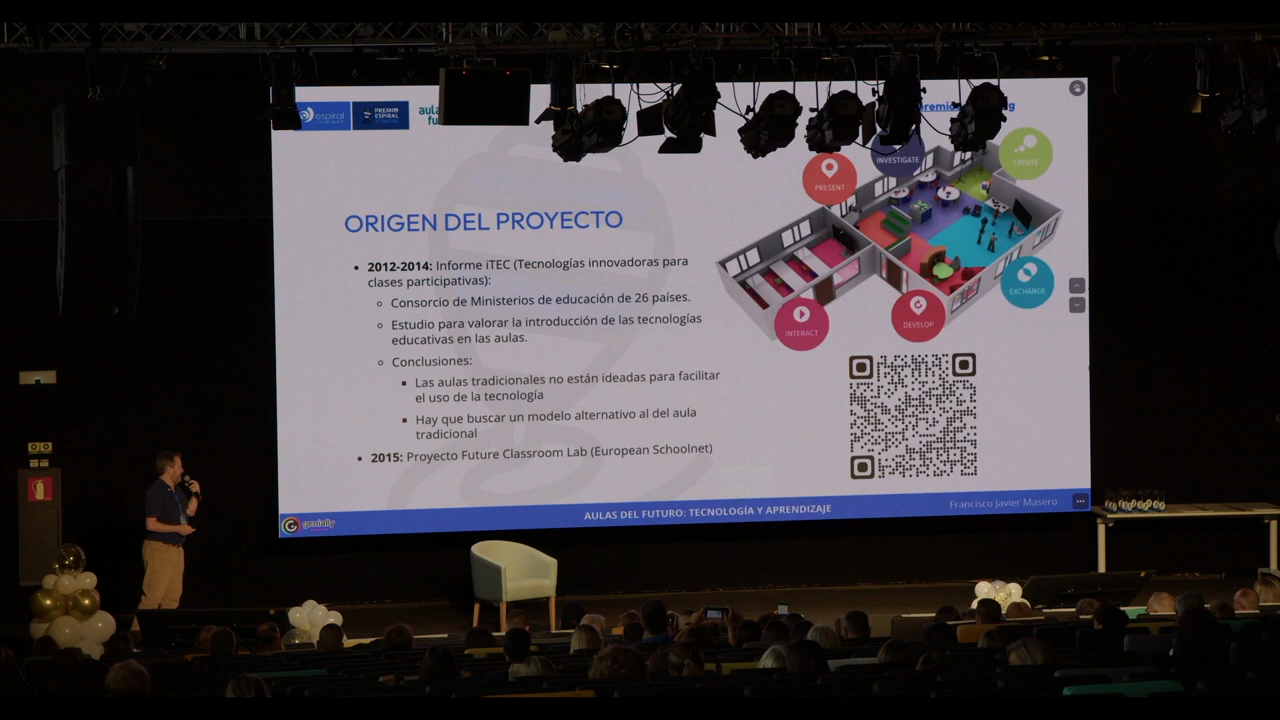 espiral
PREMIO
ESPIRAL
aula
fu
premio
g
PRESENT
INVESTIGATE
CREATE
EXCHANGE
DEVELOP
INTERACT
ORIGEN DEL PROYECTO
• 2012-2014: Informe iTEC (Tecnologías innovadoras para
clases participativas):
Consorcio de Ministerios de educación de 26 países.
Estudio para valorar la introducción de las tecnologías
educativas en las aulas.
Conclusiones:
Las aulas tradicionales no están ideadas para facilitar
el uso de la tecnología
Hay que buscar un modelo alternativo al del aula
tradicional
• 2015: Proyecto Future Classroom Lab (European Schoolnet)
genially
AULAS DEL FUTURO: TECNOLOGÍA Y APRENDIZAJE
Francisco Javier Masero